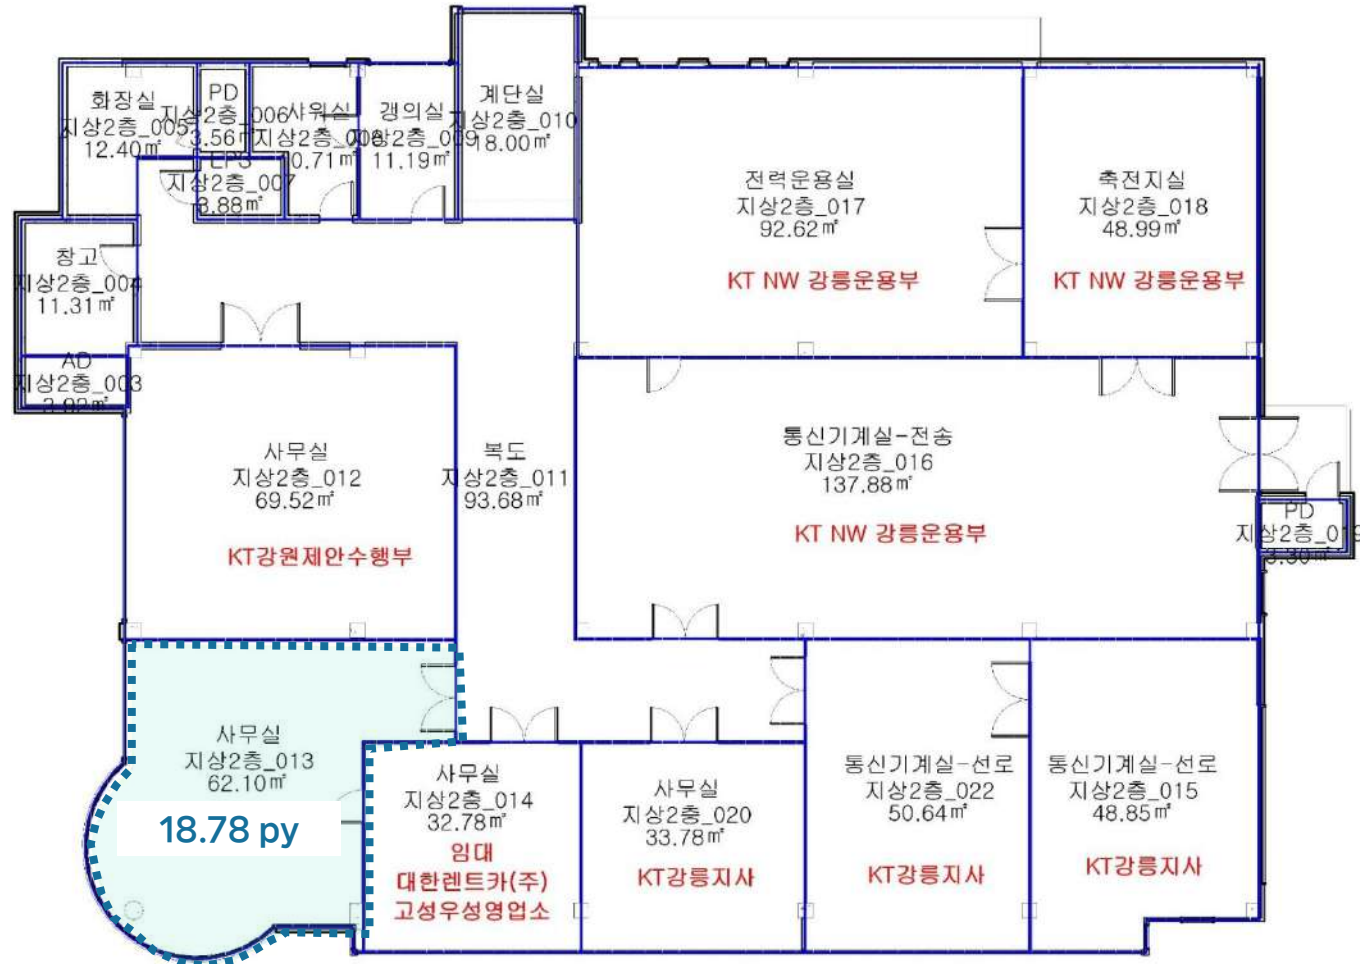 화장실
지상2층_005
12.40㎡
PD
지상2층_006
3.56㎡
EPS
지상2층_007
3.88㎡
샤워실
0.71㎡
갱의실
지상2층_009
11.19㎡
계단실
지상2층_010
18.00㎡
전력운용실
지상2층_017
92.62㎡
KT NW 강릉운용부
축전지실
지상2층_018
48.99㎡
KT NW 강릉운용부
창고
지상2층_004
11.31㎡
AD
지상2층_003
사무실
지상2층_012
69.52㎡
KT강원제안수행부
복도
지상2층_011
93.68㎡
통신기계실-전송
지상2층_016
137.88㎡
KT NW 강릉운용부
PD
지상2층_019
사무실
지상2층_013
62.10㎡
18.78 py
사무실
지상2층_014
32.78㎡
임대
대한렌트카(주)
고성우성영업소
사무실
지상2층_020
33.78㎡
KT강릉지사
통신기계실-선로
지상2층_022
50.64㎡
KT강릉지사
통신기계실-선로
지상2층_015
48.85㎡
KT강릉지사